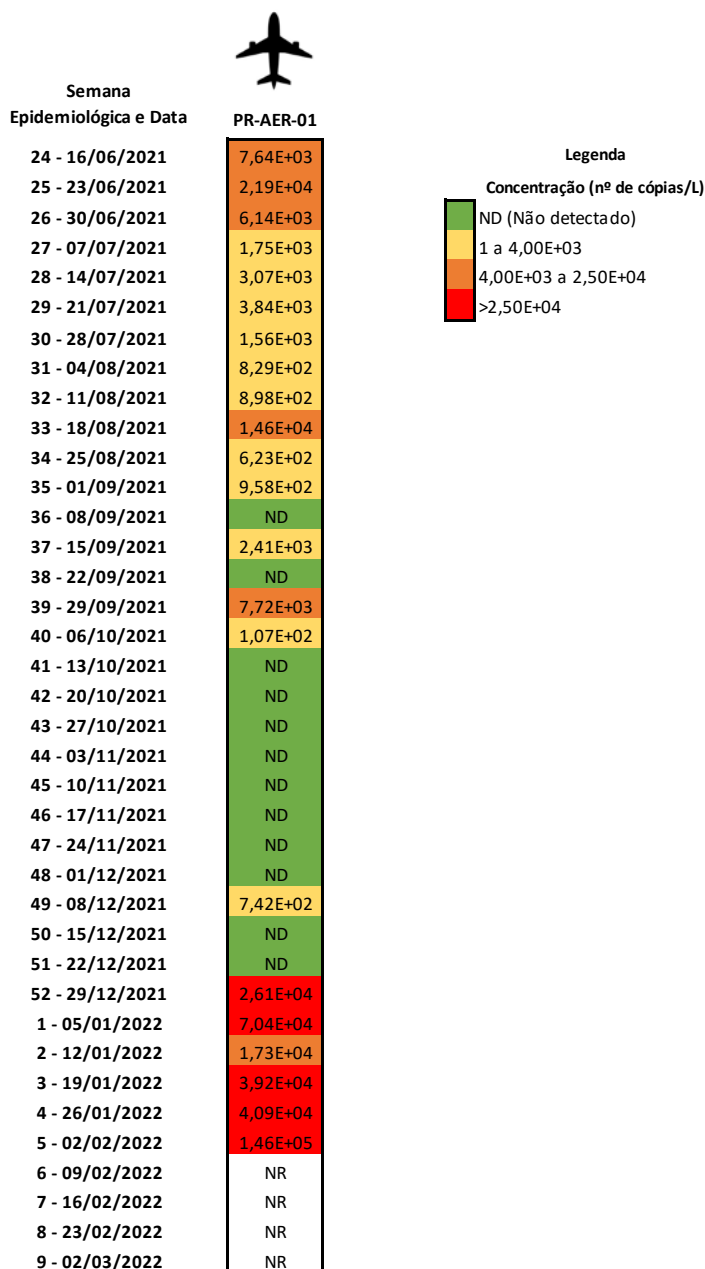 Semana
Epidemiológica e Data PR-AER-01
24 - 16/06/2021 7,64E+03
25 - 23/06/2021 2,19E+04
26 - 30/06/2021 6,14E+03
27 - 07/07/2021 1,75E+03
28 - 14/07/2021 3,07E+03
29 - 21/07/2021 3,84E+03
30 - 28/07/2021 1,56E+03
31 - 04/08/2021 8,29E+02
32 - 11/08/2021 8,98E+02
33 - 18/08/2021 1,46E+04
34 - 25/08/2021 6,23E+02
35 - 01/09/2021 9,58E+02
36 - 08/09/2021 ND
37 - 15/09/2021 2,41E+03
38 - 22/09/2021 ND
39 - 29/09/2021 7,72E+03
40 - 06/10/2021 1,07E+02
41 - 13/10/2021 ND
42 - 20/10/2021 ND
43 - 27/10/2021 ND
44 - 03/11/2021 ND
45 - 10/11/2021 ND
46 - 17/11/2021 ND
47 - 24/11/2021 ND
48 - 01/12/2021 ND
49 - 08/12/2021 7,42E+02
50 - 15/12/2021 ND
51 - 22/12/2021 ND
52 - 29/12/2021 2,61E+04
1 - 05/01/2022 7,04E+04
2 - 12/01/2022 1,73E+04
3 - 19/01/2022 3,92E+04
4 - 26/01/2022 4,09E+04
5 - 02/02/2022 1,46E+05
6 - 09/02/2022 NR
7 - 16/02/2022 NR
8 - 23/02/2022 NR
9 - 02/03/2022 NR
Legenda
Concentração (nº de cópias/L)
ND (Não detectado)
1 a 4,00E+03
4,00E+03 a 2,50E+04
>2,50E+04